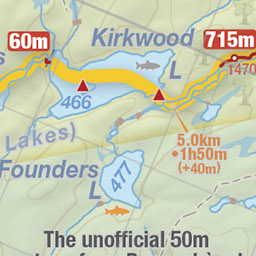 Kirkwood
60m
715m
L
1470
466
5.0km
•1h50m
(+40m)
Lakes)
Founders
L
477
The unofficial 50m